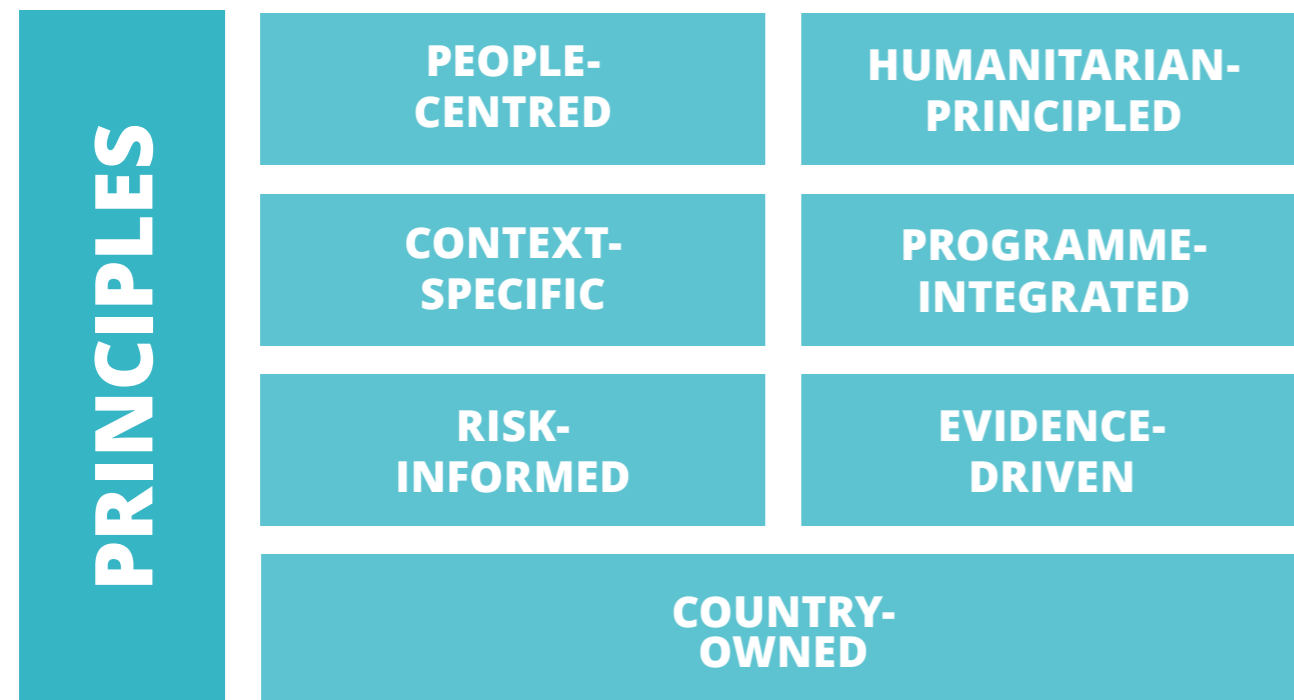 PRINCIPLES
PEOPLE-
CENTRED
HUMANITARIAN-
PRINCIPLED
CONTEXT-
SPECIFIC
PROGRAMME-
INTEGRATED
RISK-
INFORMED
EVIDENCE-
DRIVEN
COUNTRY-
OWNED